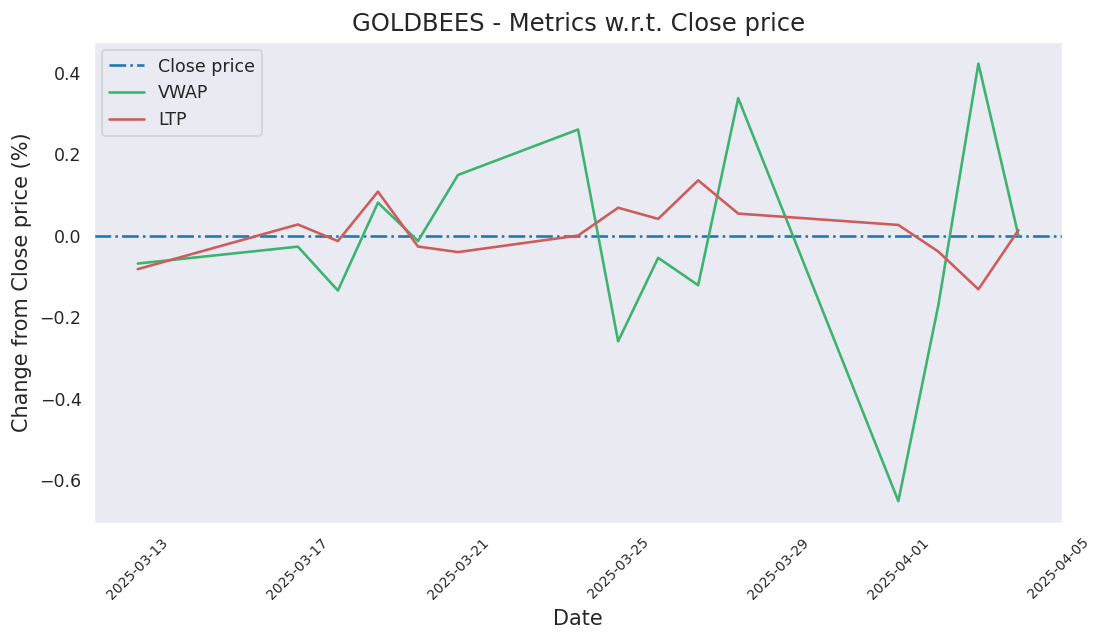 GOLDBEES - Metrics w.r.t. Close price
Close price
VWAP
LTP
Change from Close price (%)
0.4
0.2
0.0
−0.2
−0.4
−0.6
2025-03-13
2025-03-17
2025-03-21
2025-03-25
2025-03-29
2025-04-01
2025-04-05
Date